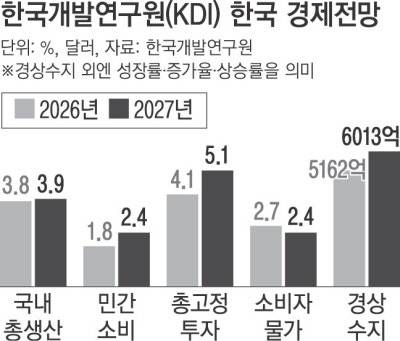 한국개발연구원(KDI) 한국 경제전망
단위: %, 달러, 자료: 한국개발연구원
※경상수지 외엔 성장률·증가율·상승률을 의미
2026년 2027년
3.8 3.9
1.8 2.4
4.1 5.1
2.7 2.4
5162억 6013억
국내 총생산
민간 소비
총고정 투자
소비자 물가
경상 수지